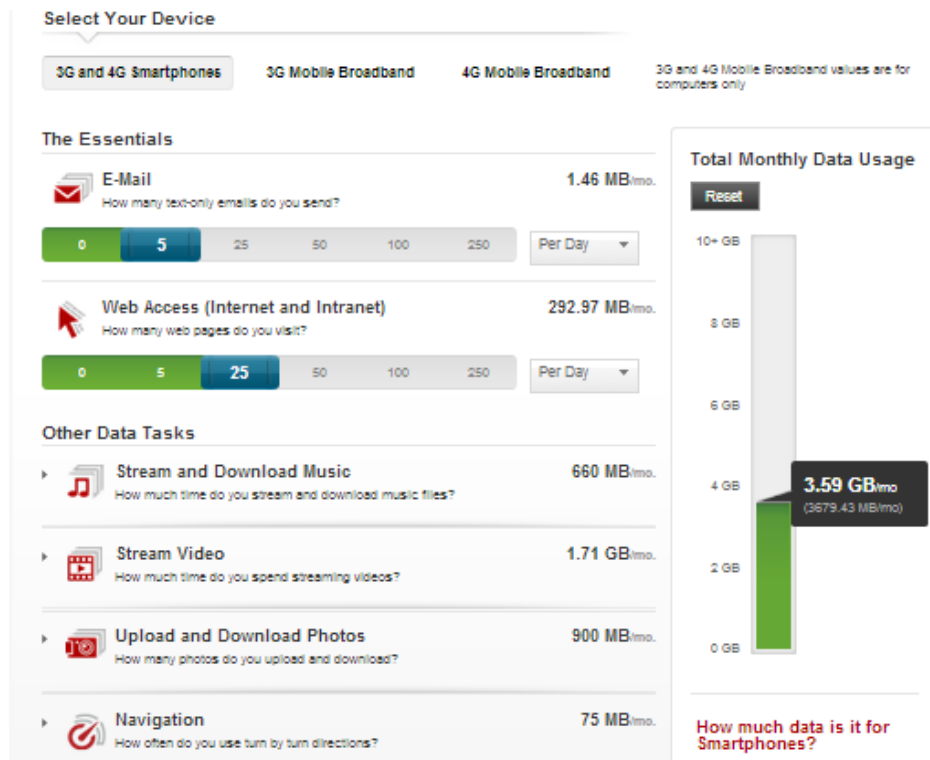 Select Your Device
3G and 4G Smartphones
3G Mobile Broadband
4G Mobile Broadband
3G and 4G Mobile Broadband values are for
computers only
The Essentials
E-Mail
1.46 MB/mo.
How many text-only emails do you send?
0 5 25 50 100 250
Per Day
Web Access (Internet and Intranet)
292.97 MB/mo.
How many web pages do you visit?
0 5 25 50 100 250
Per Day
Other Data Tasks
Stream and Download Music
660 MB/mo.
How much time do you stream and download music files?
Stream Video
1.71 GB/mo.
How much time do you spend streaming videos?
Upload and Download Photos
900 MB/mo.
How many photos do you upload and download?
Navigation
75 MB/mo.
How often do you use turn by turn directions?
Total Monthly Data Usage
Reset
10+ GB
8 GB
6 GB
4 GB
3.59 GB/mo
(3679.43 MB/mo)
2 GB
0 GB
How much data is it for
Smartphones?